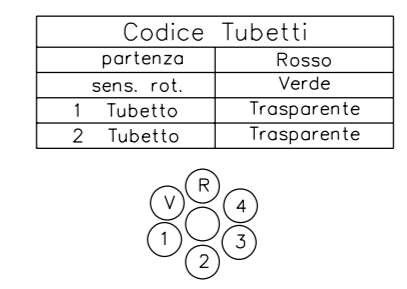 Codice Tubetti
partenza Rosso
sens. rot. Verde
1 Tubetto Trasparente
2 Tubetto Trasparente
R
V 4
1 3
2